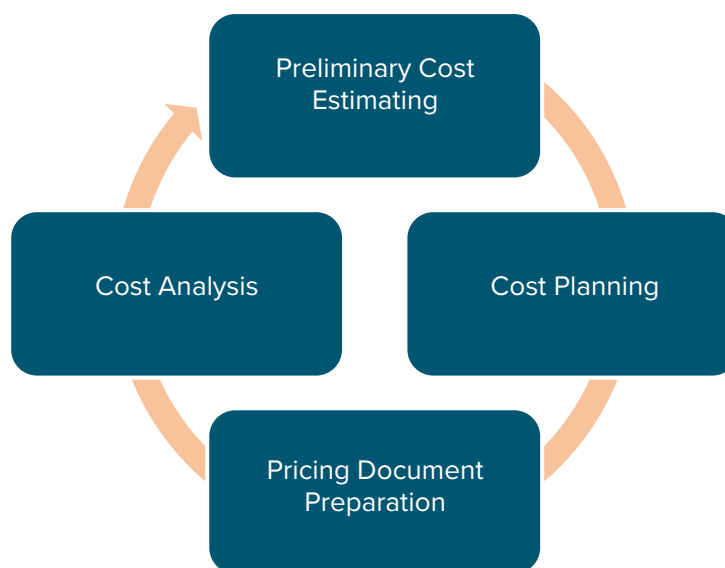 Preliminary Cost
Estimating
Cost Analysis
Cost Planning
Pricing Document
Preparation